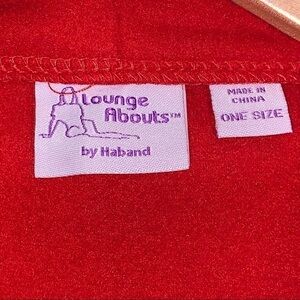 Lounge
Abouts™
by Haband
MADE IN
CHINA
ONE SIZE